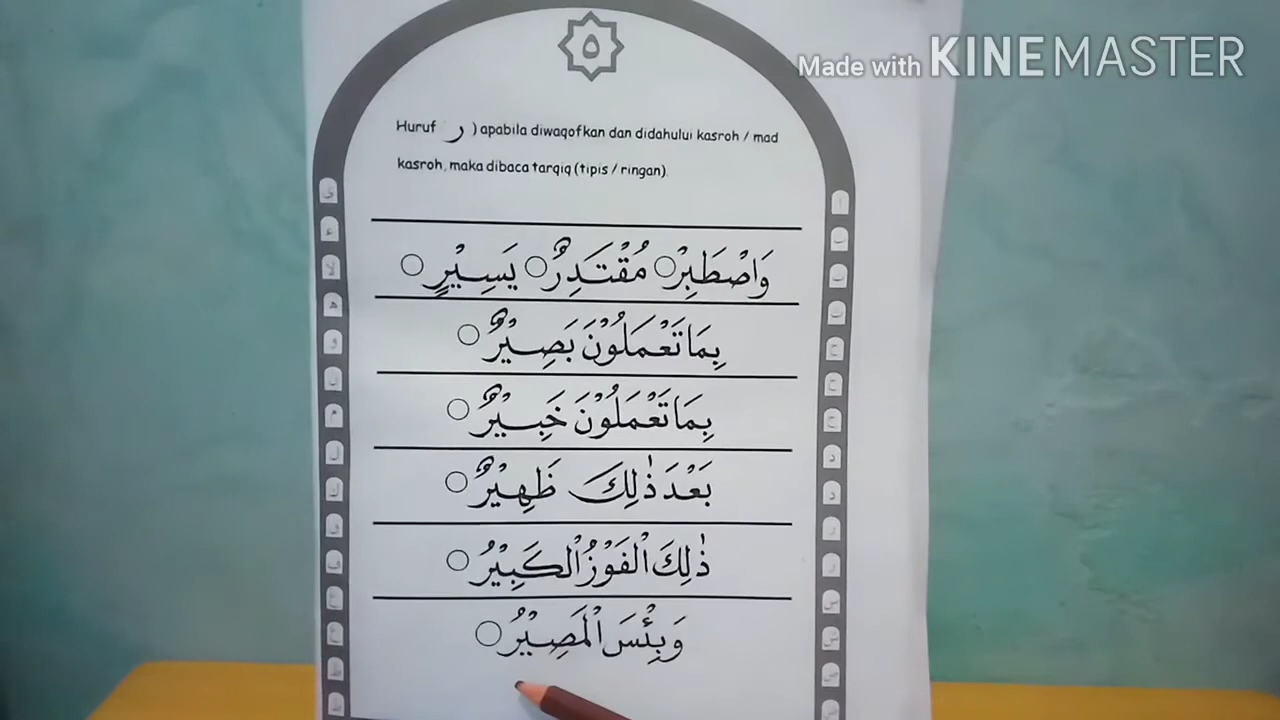 ٥
Made with KINEMASTER
Huruf ر ) apabila diwaqofkan dan didahului kasroh / mad
kasroh, maka dibaca tarqiq (tipis / ringan).
وَاصْطَبِرْ○ مُقْتَدِرٌ○ يَسِيْرٍ○
بِمَا تَعْمَلُوْنَ بَصِيْرٌ○
بِمَا تَعْمَلُوْنَ خَبِيْرٌ○
بَعْدَ ذٰلِكَ ظَهِيْرٌ○
ذٰلِكَ الْفَوْزُ الْكَبِيْرُ○
وَبِئْسَ الْمَصِيْرُ○